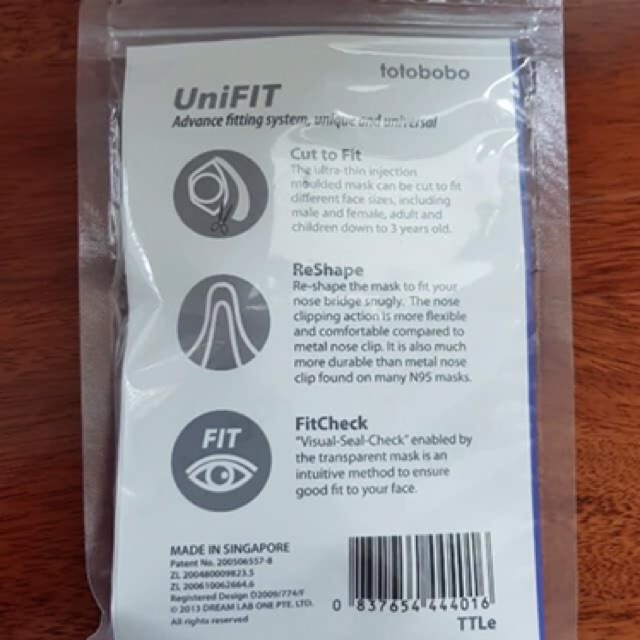 totobobo
UniFIT
Advance fitting system, unique and universal
Cut to Fit
The ultra thin injection
moulded mask can be cut to fit
different face sizes, including
male and female, adult and
children down to 3 years old.
ReShape
Re-shape the mask to fit your
nose bridge snugly. The nose
clipping action is more flexible
and comfortable compared to
metal nose clip. It is also much
more durable than metal nose
clip found on many N95 masks.
FIT
FitCheck
"Visual-Seal-Check" enabled by
the transparent mask is an
intuitive method to ensure
good fit to your face.
MADE IN SINGAPORE
Patent No. 200506557-8
ZL 200480009823.5
ZL 200610062664.6
Registered Design D2009/774/F
© 2013 DREAM LAB ONE PTE. LTD.
All rights reserved
0 837654 444016
TTLe